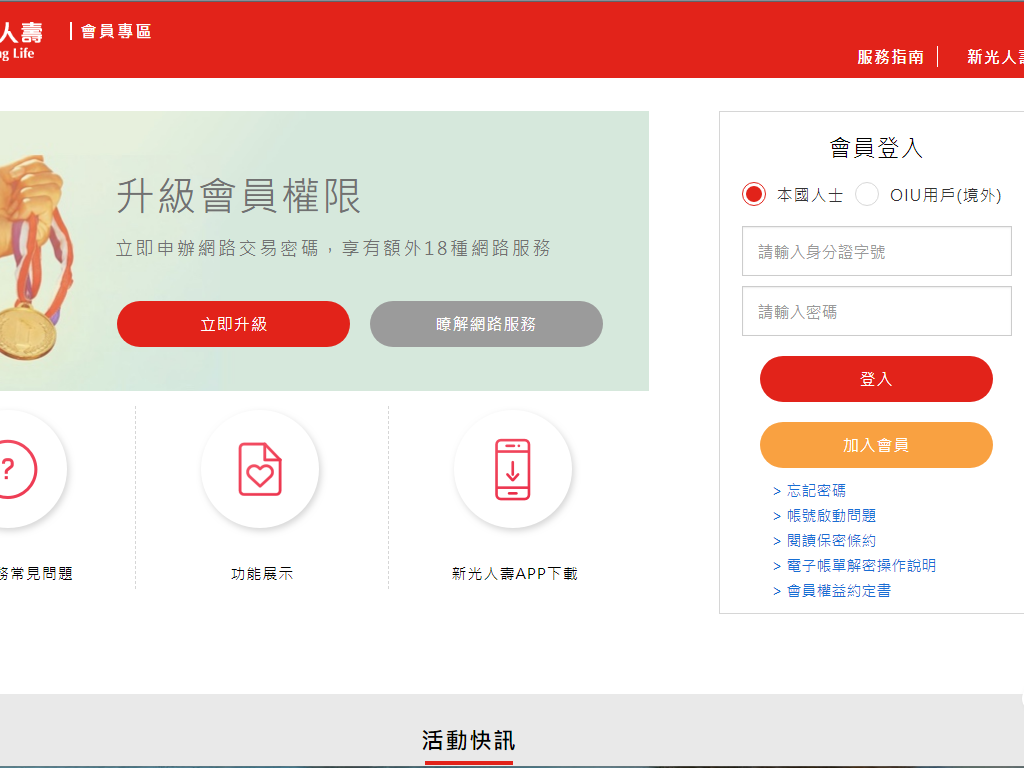 人壽
ng Life
會員專區
服務指南
新光人壽
升級會員權限
立即申辦網路交易密碼，享有額外18種網路服務
立即升級
瞭解網路服務
會員登入
本國人士
OIU用戶(境外)
請輸入身分證字號
請輸入密碼
登入
加入會員
> 忘記密碼
> 帳號啟動問題
> 閱讀保密條約
> 電子帳單解密操作說明
> 會員權益約定書
?
務常見問題
功能展示
新光人壽APP下載
活動快訊